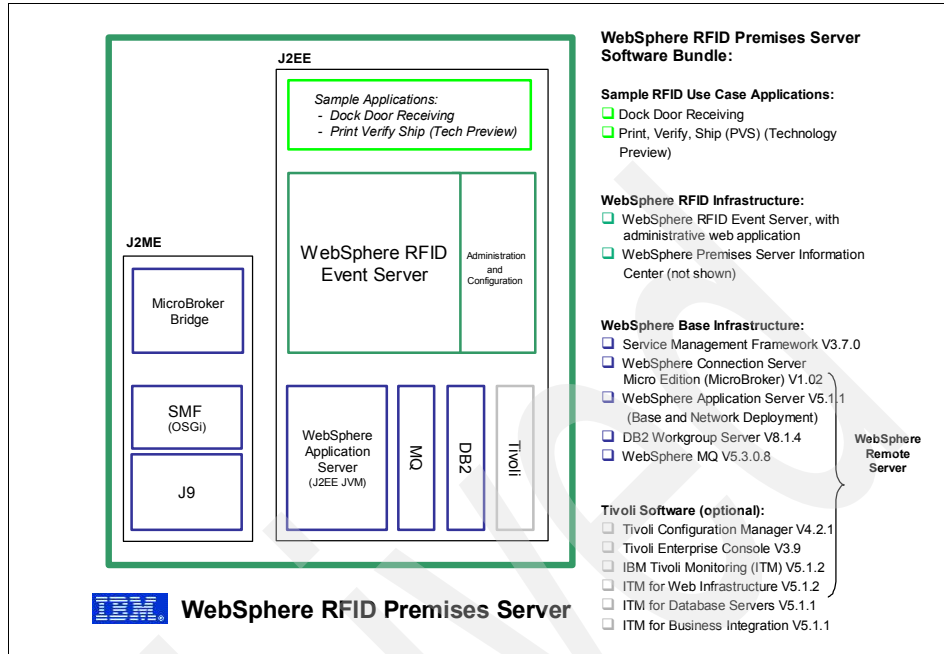 J2EE
Sample Applications:
- Dock Door Receiving
- Print Verify Ship (Tech Preview)
WebSphere RFID
Event Server
Administration
and
Configuration
J2ME
MicroBroker
Bridge
SMF
(OSGi)
J9
WebSphere
Application
Server
(J2EE JVM)
MQ
DB2
Tivoli
IBM. WebSphere RFID Premises Server
WebSphere RFID Premises Server
Software Bundle:
Sample RFID Use Case Applications:
Dock Door Receiving
Print, Verify, Ship (PVS) (Technology
Preview)
WebSphere RFID Infrastructure:
WebSphere RFID Event Server, with
administrative web application
WebSphere Premises Server Information
Center (not shown)
WebSphere Base Infrastructure:
Service Management Framework V3.7.0
WebSphere Connection Server
Micro Edition (MicroBroker) V1.02
WebSphere Application Server V5.1.1
(Base and Network Deployment)
DB2 Workgroup Server V8.1.4
WebSphere MQ V5.3.0.8
WebSphere
Remote
Server
Tivoli Software (optional):
Tivoli Configuration Manager V4.2.1
Tivoli Enterprise Console V3.9
IBM Tivoli Monitoring (ITM) V5.1.2
ITM for Web Infrastructure V5.1.2
ITM for Database Servers V5.1.1
ITM for Business Integration V5.1.1